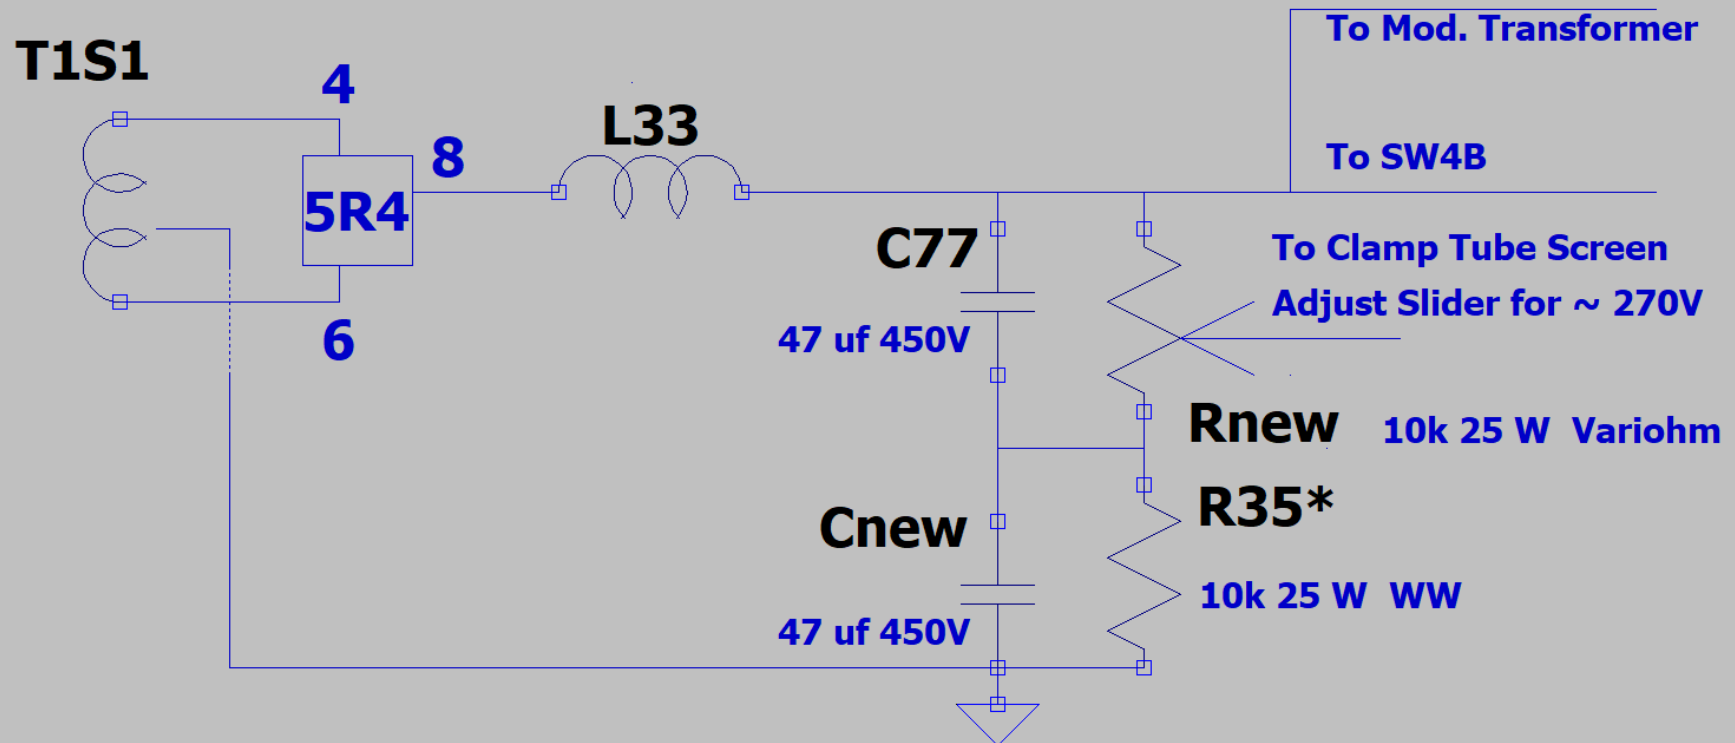 To Mod. Transformer
T1S1
4
L33
8
To SW4B
5R4
C77
To Clamp Tube Screen
Adjust Slider for ~ 270V
6
47 uf 450V
Rnew
10k 25 W  Variohm
R35*
Cnew
10k 25 W  WW
47 uf 450V